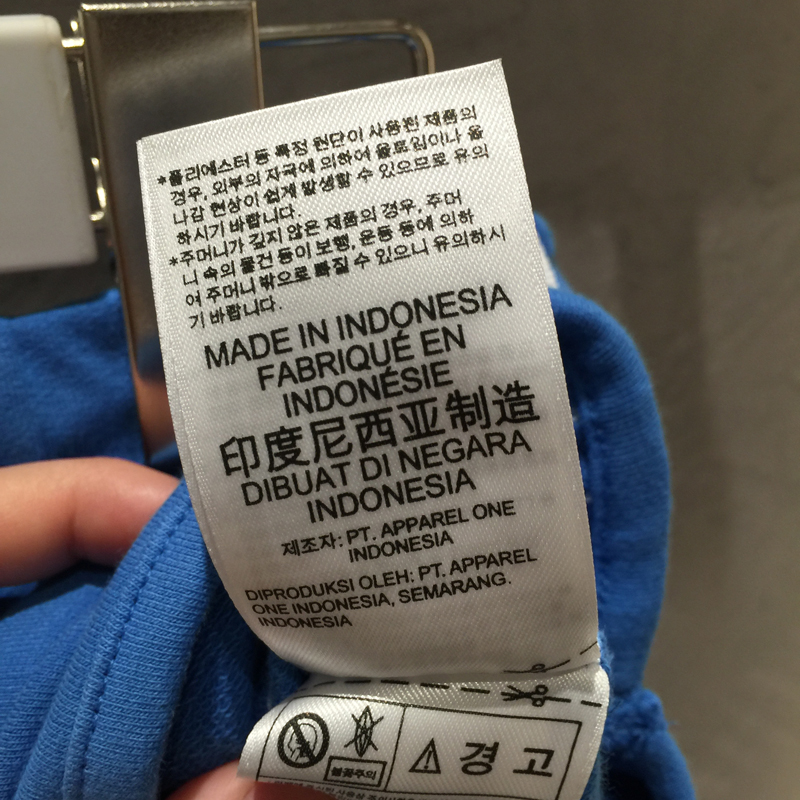 *폴리에스터 등 특정 원단이 사용된 제품의
경우, 외부의 자극에 의하여 올트임이나 올
나감 현상이 쉽게 발생할 수 있으므로 유의
하시기 바랍니다.
*주머니가 깊지 않은 제품의 경우, 주머
니 속의 물건 등이 보행, 운동 등에 의하
여 주머니 밖으로 빠질 수 있으니 유의하시
기 바랍니다.
MADE IN INDONESIA
FABRIQUÉ EN
INDONÉSIE
印度尼西亚制造
DIBUAT DI NEGARA
INDONESIA
제조자: PT. APPAREL ONE
INDONESIA
DIPRODUKSI OLEH: PT. APPAREL
ONE INDONESIA, SEMARANG.
INDONESIA
경 고
불꽃주의